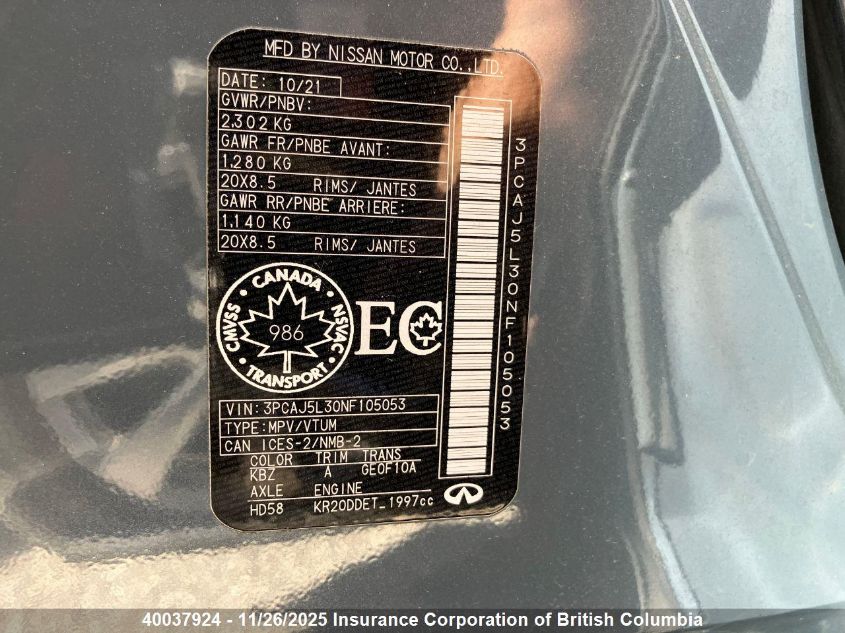 MFD BY NISSAN MOTOR CO.,LTD.
DATE: 10/21
GVWR/PNBV:
2,302 KG
GAWR FR/PNBE AVANT:
1,280 KG
20X8.5 RIMS/ JANTES
GAWR RR/PNBE ARRIERE:
1,140 KG
20X8.5 RIMS/ JANTES
3PCAJ5L30NF105053
CANADA
CMVSS 986 NSVAC
TRANSPORT
EC
VIN: 3PCAJ5L30NF105053
TYPE: MPV/VTUM
CAN ICES-2/NMB-2
COLOR TRIM TRANS
KBZ A GE0F10A
AXLE ENGINE
HD58 KR20DDET_1997cc
40037924 - 11/26/2025 Insurance Corporation of British Columbia